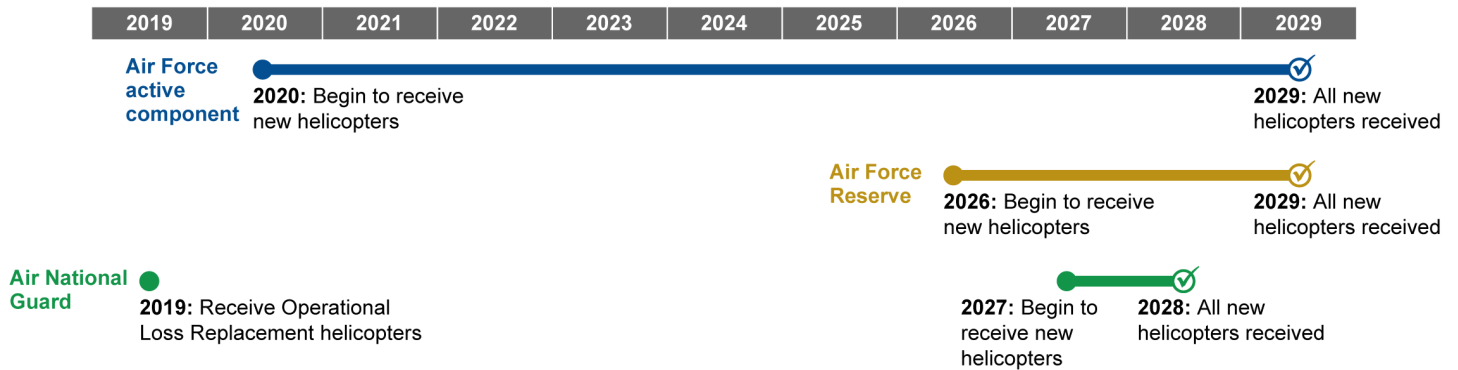 2019 2020 2021 2022 2023 2024 2025 2026 2027 2028 2029
Air Force
active
component
2020: Begin to receive
new helicopters
2029: All new
helicopters received
Air Force
Reserve
2026: Begin to receive
new helicopters
2029: All new
helicopters received
Air National
Guard
2019: Receive Operational
Loss Replacement helicopters
2027: Begin to
receive new
helicopters
2028: All new
helicopters received